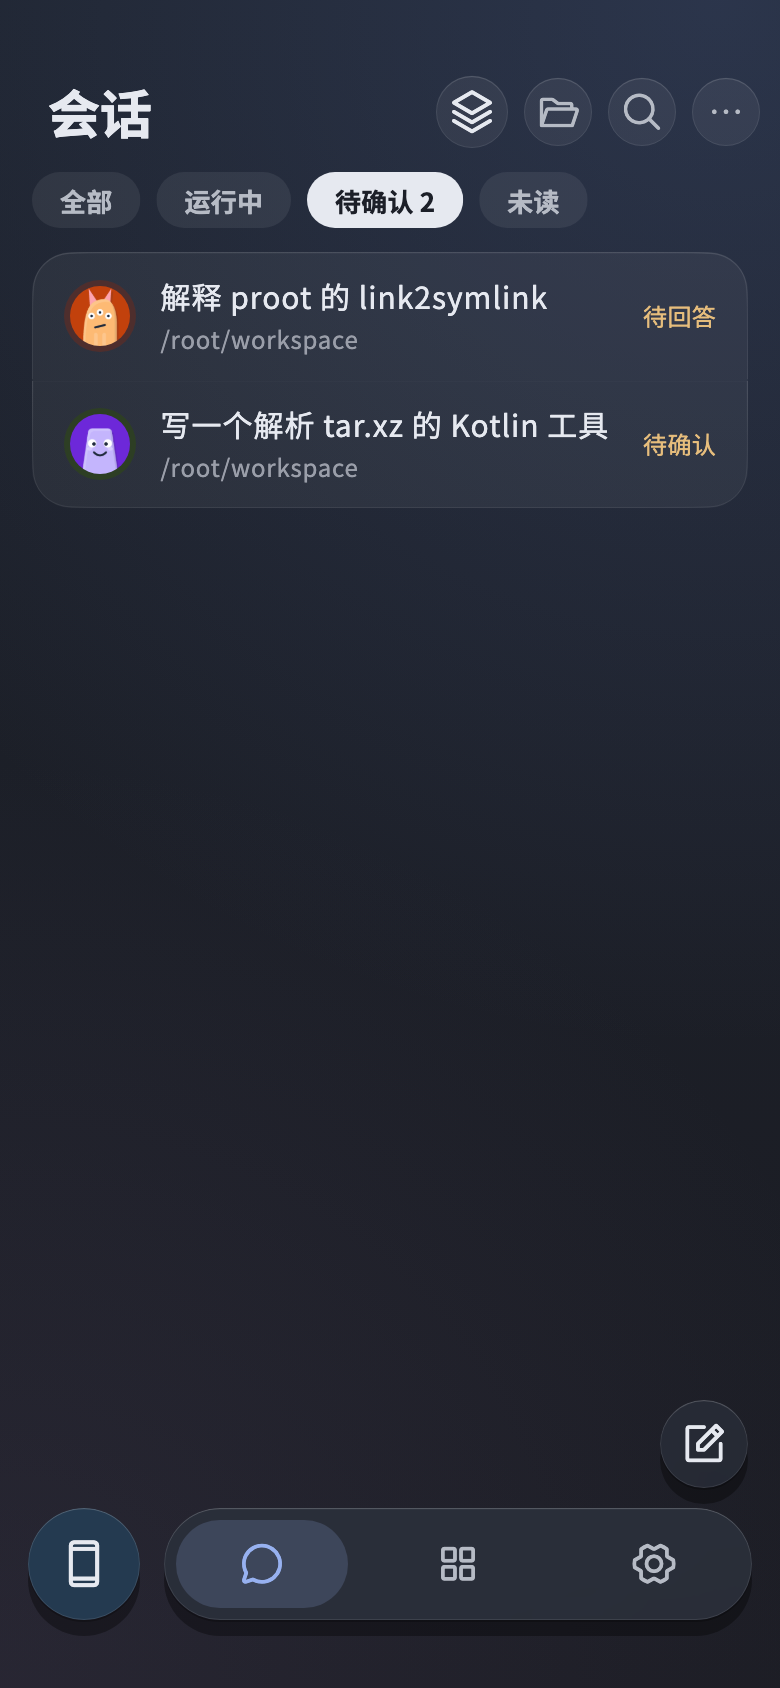 会话
全部 运行中 待确认 2 未读
解释 proot 的 link2symlink
/root/workspace
待回答
写一个解析 tar.xz 的 Kotlin 工具
/root/workspace
待确认